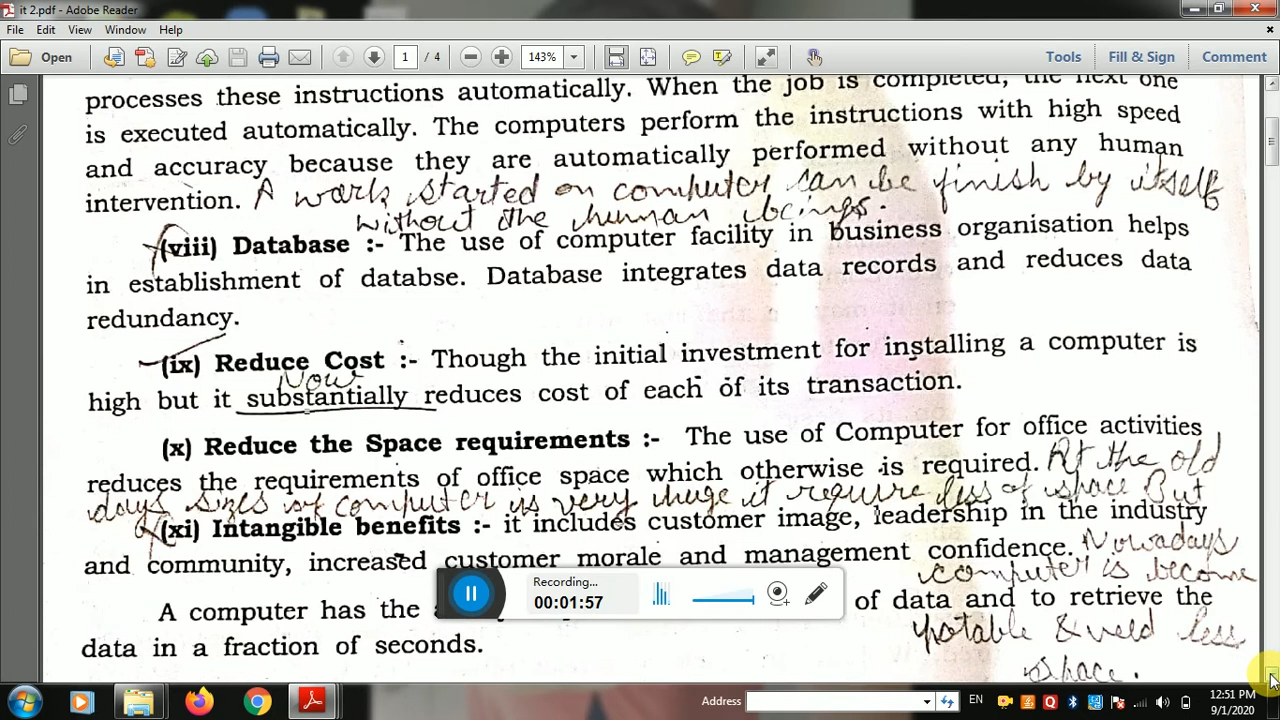 it 2.pdf - Adobe Reader
File Edit View Window Help
Open 1 / 4 143% Tools Fill & Sign Comment
processes these instructions automatically. When the job is completed, the next one
is executed automatically. The computers perform the instructions with high speed
and accuracy because they are automatically performed without any human
intervention. A work started on computer can be finish by itself
without the human beings.
(viii) Database :- The use of computer facility in business organisation helps
in establishment of databse. Database integrates data records and reduces data
redundancy.
(ix) Reduce Cost :- Though the initial investment for installing a computer is
Now
high but it substantially reduces cost of each of its transaction.
(x) Reduce the Space requirements :- The use of Computer for office activities
reduces the requirements of office space which otherwise is required. At the old
days sizes of computer is very huge it require less of space But
(xi) Intangible benefits :- it includes customer image, leadership in the industry
and community, increased customer morale and management confidence. Nowadays
computer is become
A computer has the of data and to retrieve the
potable & less
data in a fraction of seconds.
space.
Recording...
00:01:57
Address EN 12:51 PM
9/1/2020